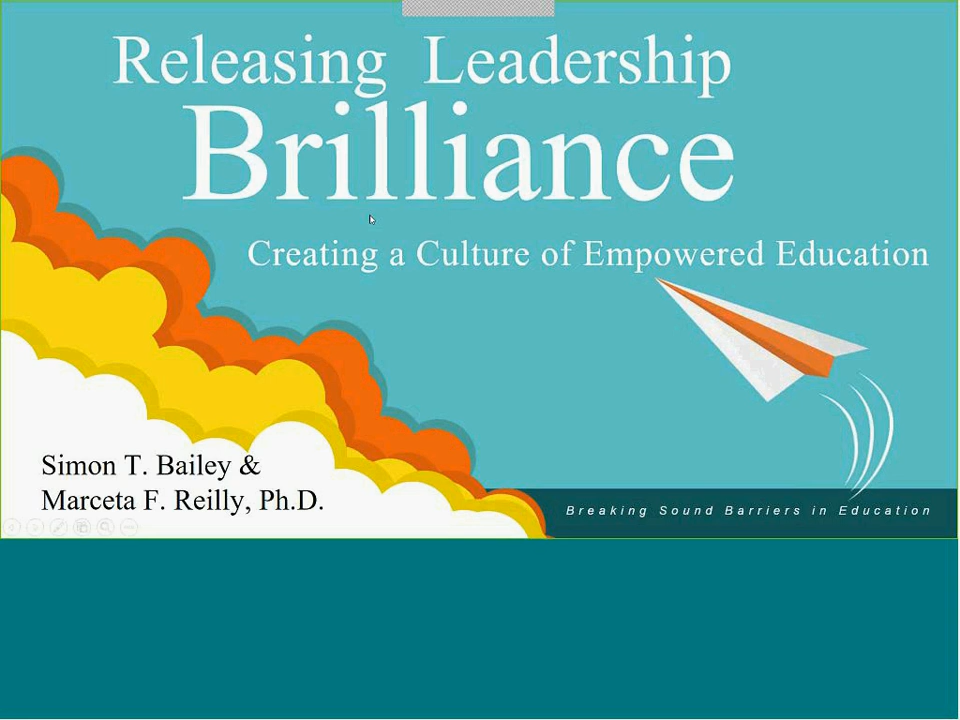 Releasing Leadership
Brilliance
Creating a Culture of Empowered Education
Simon T. Bailey &
Marceta F. Reilly, Ph.D.
Breaking Sound Barriers in Education